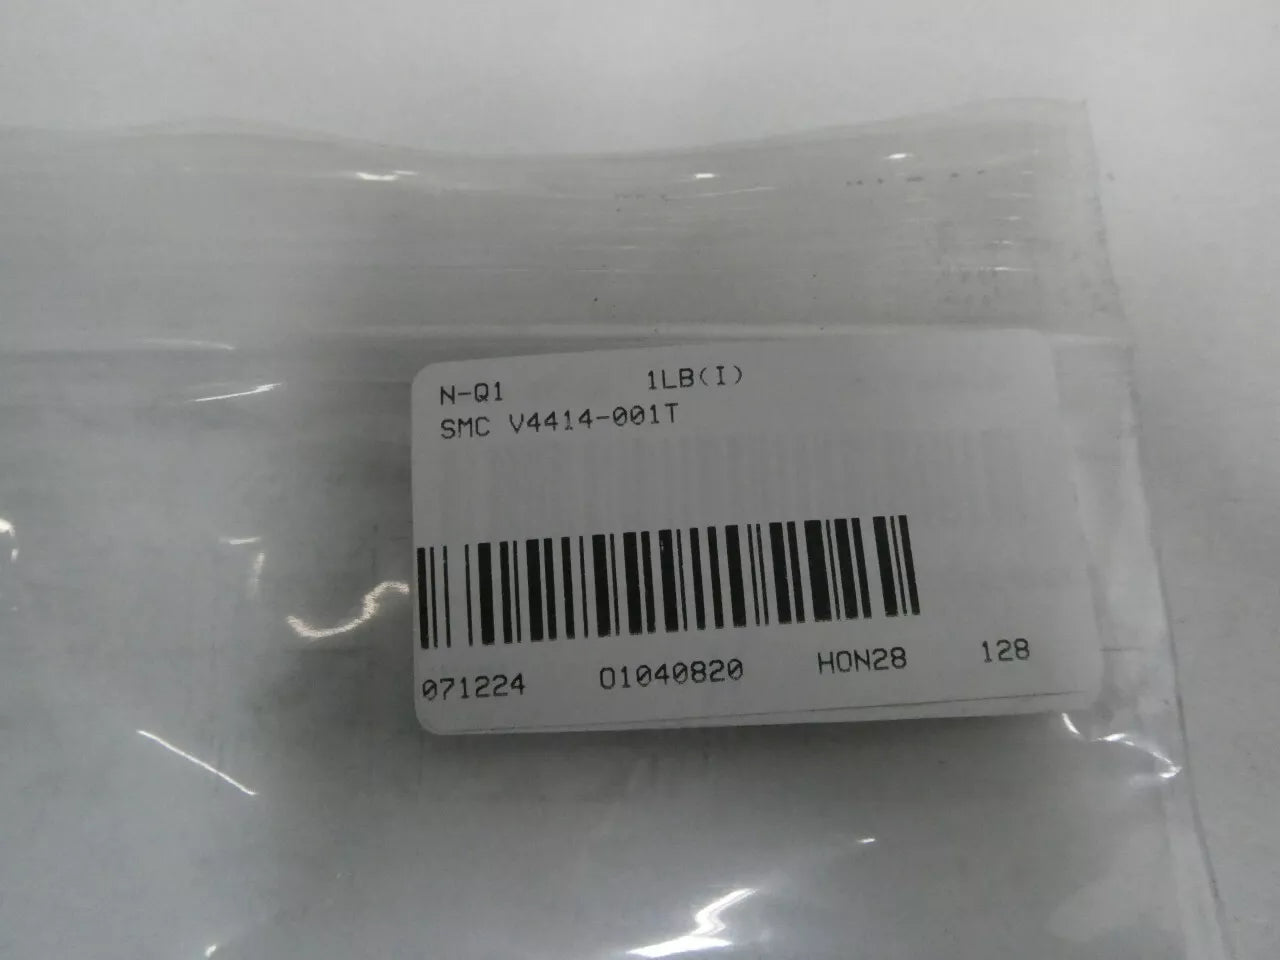 N-Q1 1LB(I)
SMC V4414-001T
071224 01040820 HON28 128